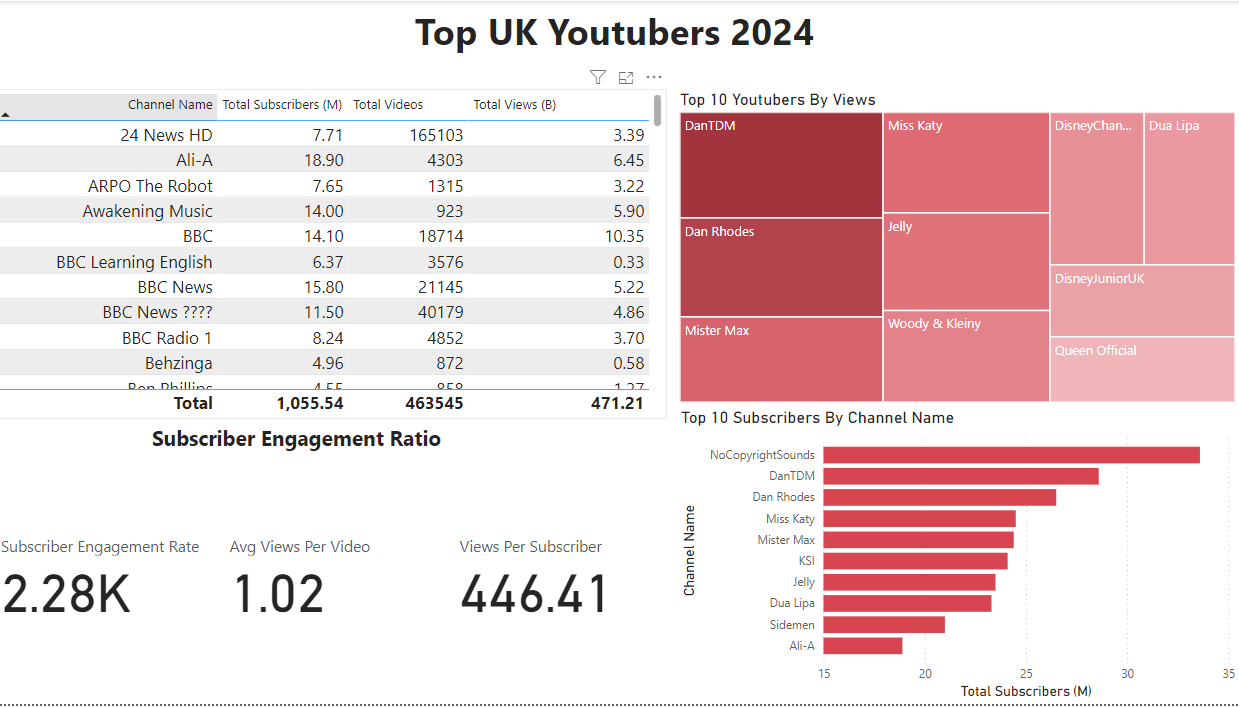 Top UK Youtubers 2024
Channel Name Total Subscribers (M) Total Videos Total Views (B)
24 News HD 7.71 165103 3.39
Ali-A 18.90 4303 6.45
ARPO The Robot 7.65 1315 3.22
Awakening Music 14.00 923 5.90
BBC 14.10 18714 10.35
BBC Learning English 6.37 3576 0.33
BBC News 15.80 21145 5.22
BBC News ???? 11.50 40179 4.86
BBC Radio 1 8.24 4852 3.70
Behzinga 4.96 872 0.58
Ben Phillips 4.55 858 1.27
Total 1,055.54 463545 471.21
Subscriber Engagement Ratio
Subscriber Engagement Rate
2.28K
Avg Views Per Video
1.02
Views Per Subscriber
446.41
Top 10 Youtubers By Views
DanTDM
Dan Rhodes
Mister Max
Miss Katy
Jelly
Woody & Kleiny
DisneyChan...
Dua Lipa
DisneyJuniorUK
Queen Official
Top 10 Subscribers By Channel Name
Channel Name
NoCopyrightSounds
DanTDM
Dan Rhodes
Miss Katy
Mister Max
KSI
Jelly
Dua Lipa
Sidemen
Ali-A
15 20 25 30 35
Total Subscribers (M)